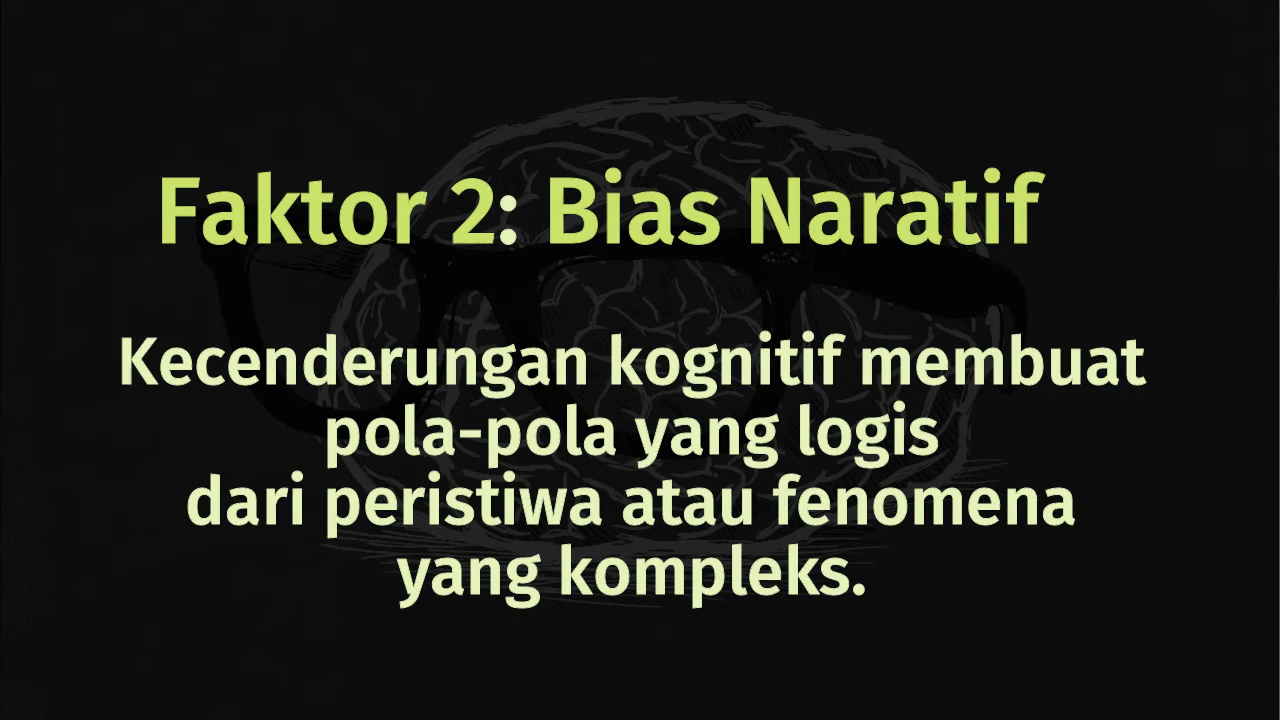 Faktor 2: Bias Naratif
Kecenderungan kognitif membuat
pola-pola yang logis
dari peristiwa atau fenomena
yang kompleks.